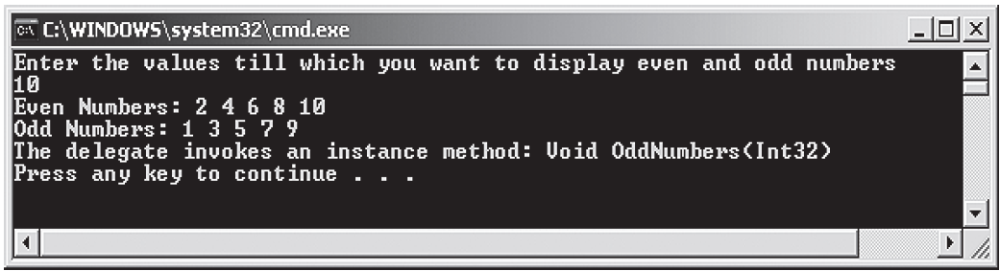 C:\WINDOWS\system32\cmd.exe
Enter the values till which you want to display even and odd numbers
10
Even Numbers: 2 4 6 8 10
Odd Numbers: 1 3 5 7 9
The delegate invokes an instance method: Void OddNumbers(Int32)
Press any key to continue . . .